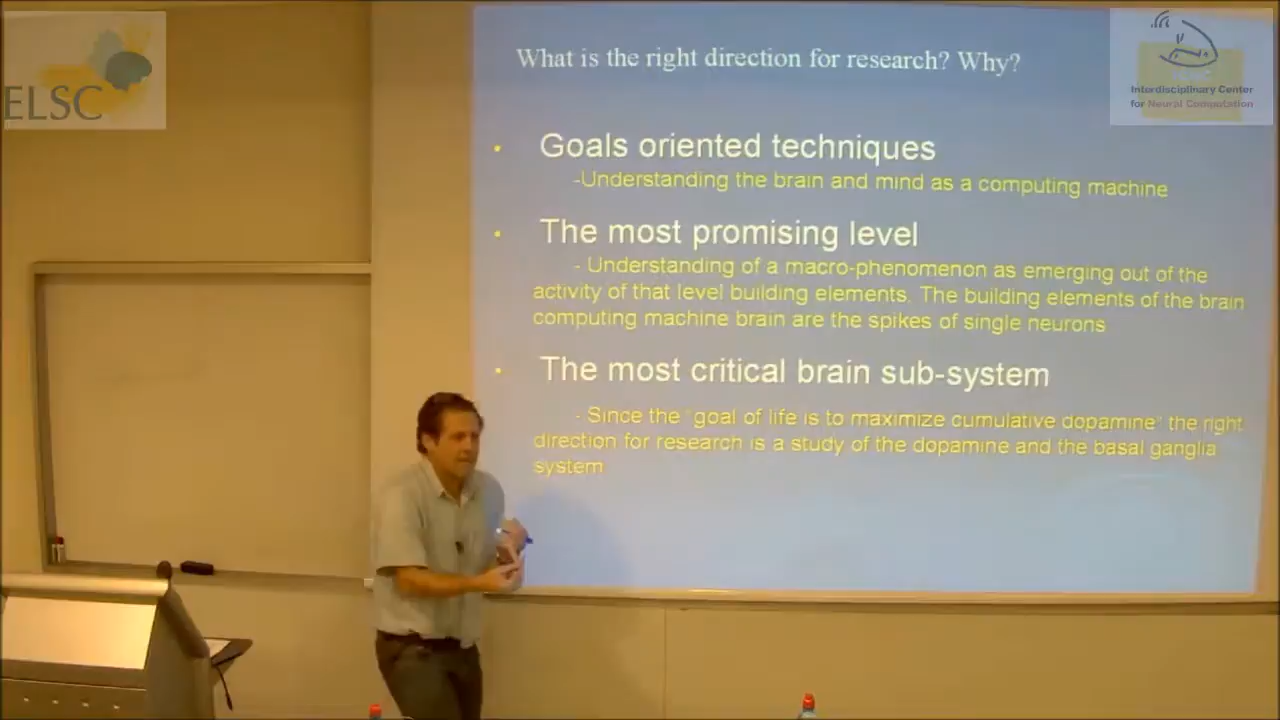 ELSC
Interdisciplinary Center
for Neural Computation
What is the right direction for research? Why?
• Goals oriented techniques
-Understanding the brain and mind as a computing machine
• The most promising level
- Understanding of a macro-phenomenon as emerging out of the
activity of that level building elements. The building elements of the brain
computing machine brain are the spikes of single neurons
• The most critical brain sub-system
- Since the "goal of life is to maximize cumulative dopamine" the right
direction for research is a study of the dopamine and the basal ganglia
system